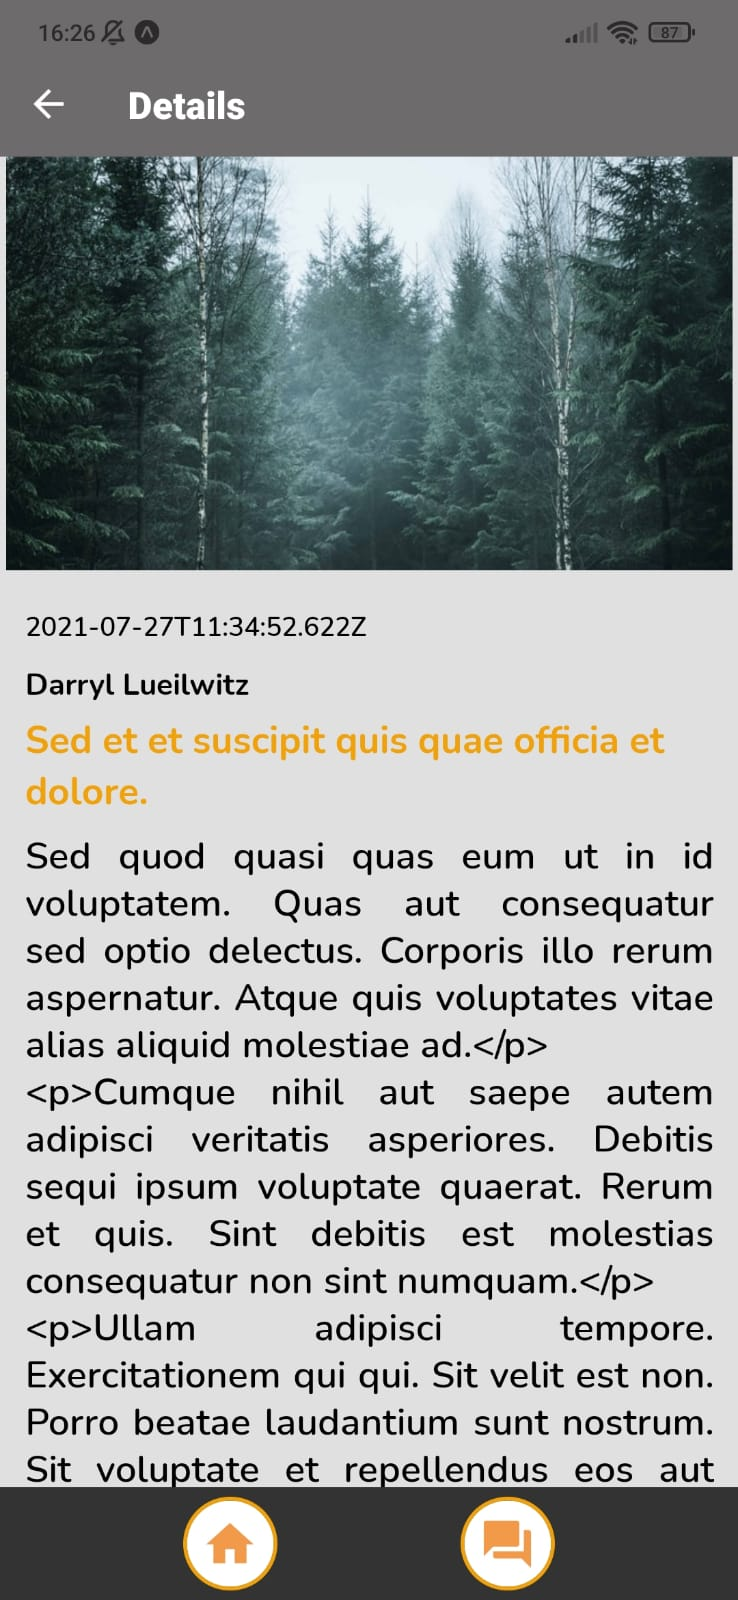 16:26
87
Details
2021-07-27T11:34:52.622Z
Darryl Lueilwitz
Sed et et suscipit quis quae officia et
dolore.
Sed quod quasi quas eum ut in id
voluptatem. Quas aut consequatur
sed optio delectus. Corporis illo rerum
aspernatur. Atque quis voluptates vitae
alias aliquid molestiae ad.</p>
<p>Cumque nihil aut saepe autem
adipisci veritatis asperiores. Debitis
sequi ipsum voluptate quaerat. Rerum
et quis. Sint debitis est molestias
consequatur non sint numquam.</p>
<p>Ullam adipisci tempore.
Exercitationem qui qui. Sit velit est non.
Porro beatae laudantium sunt nostrum.
Sit voluptate et repellendus eos aut